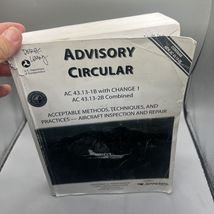 ADVISORY
CIRCULAR
AC 43.13-1B with CHANGE 1
AC 43.13-2B Combined
ACCEPTABLE METHODS, TECHNIQUES, AND
PRACTICES — AIRCRAFT INSPECTION AND REPAIR